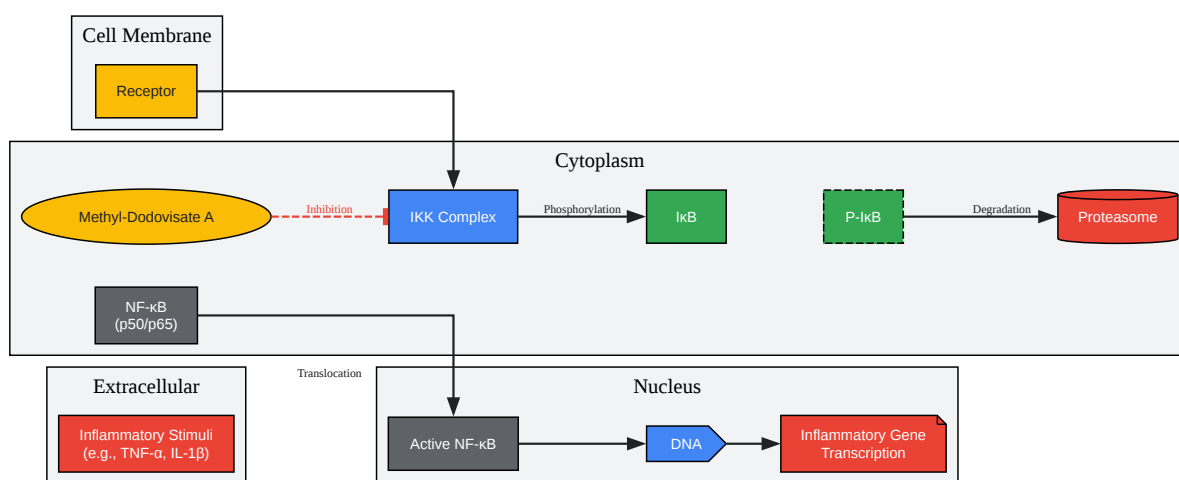 Cell Membrane
Receptor
Cytoplasm
Methyl-Dodovisate A
Inhibition
IKK Complex
Phosphorylation
IκB
P-IκB
Degradation
Proteasome
NF-κB
(p50/p65)
Translocation
Extracellular
Inflammatory Stimuli
(e.g., TNF-α, IL-1β)
Nucleus
Active NF-κB
DNA
Inflammatory Gene
Transcription